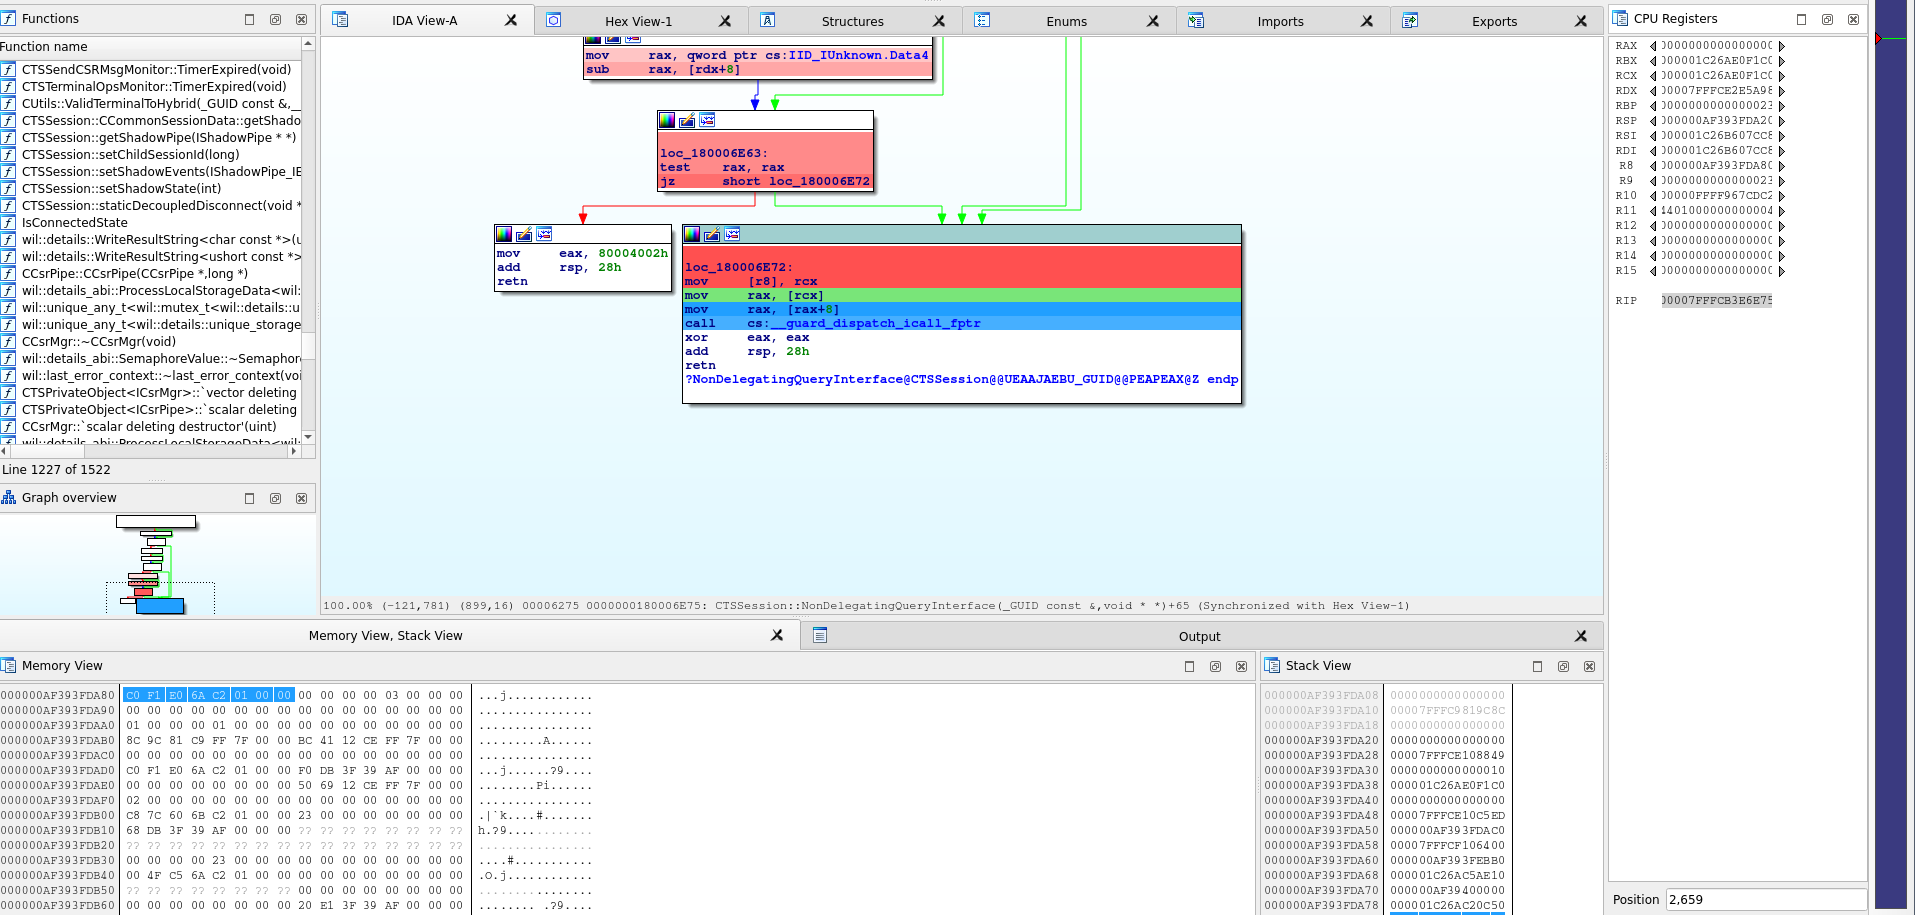 Functions
Function name
CTSSendCSRMsgMonitor::TimerExpired(void)
CTSTerminalOpsMonitor::TimerExpired(void)
CUtils::ValidTerminalToHybrid(_GUID const &,__
CTSSession::CCommonSessionData::getShado
CTSSession::getShadowPipe(IShadowPipe * *)
CTSSession::setChildSessionId(long)
CTSSession::setShadowEvents(IShadowPipe_IE
CTSSession::setShadowState(int)
CTSSession::staticDecoupledDisconnect(void *
IsConnectedState
wil::details::WriteResultString<char const *>(u
wil::details::WriteResultString<ushort const *>
CCsrPipe::CCsrPipe(CCsrPipe *,long *)
wil::details_abi::ProcessLocalStorageData<wil:
wil::unique_any_t<wil::mutex_t<wil::details::u
wil::unique_any_t<wil::details::unique_storage
CCsrMgr::~CCsrMgr(void)
wil::details_abi::SemaphoreValue::~Semaphore
wil::last_error_context::~last_error_context(voi
CTSPrivateObject<ICsrMgr>::`vector deleting
CTSPrivateObject<ICsrPipe>::`scalar deleting
CCsrMgr::`scalar deleting destructor'(uint)
wil::details_abi::ProcessLocalStorageData<wil:
Line 1227 of 1522
Graph overview
IDA View-A
Hex View-1
Structures
Enums
Imports
Exports
mov rax, qword ptr cs:IID_IUnknown.Data4
sub rax, [rdx+8]
loc_180006E63:
test rax, rax
jz short loc_180006E72
mov eax, 80004002h
add rsp, 28h
retn
loc_180006E72:
mov [r8], rcx
mov rax, [rcx]
mov rax, [rax+8]
call cs:__guard_dispatch_icall_fptr
xor eax, eax
add rsp, 28h
retn
?NonDelegatingQueryInterface@CTSSession@@UEAAJAEBU_GUID@@PEAPEAX@Z endp
100.00% (-121,781) (899,16) 00006275 0000000180006E75: CTSSession::NonDelegatingQueryInterface(_GUID const &,void * *)+65 (Synchronized with Hex View-1)
CPU Registers
RAX 0000000000000000
RBX 000001C26AE0F1C0
RCX 000001C26AE0F1C0
RDX 00007FFFCE2E5A98
RBP 0000000000000023
RSP 000000AF393FDA20
RSI 000001C26B607CC8
RDI 000001C26B607CC8
R8 000000AF393FDA80
R9 0000000000000023
R10 00000FFFF967CDC2
R11 4401000000000004
R12 0000000000000000
R13 0000000000000000
R14 0000000000000000
R15 0000000000000000
RIP 00007FFFCB3E6E75
Position 2,659
Memory View, Stack View
Output
Memory View
000000AF393FDA80 C0 F1 E0 6A C2 01 00 00 00 00 00 00 03 00 00 00 ...j............
000000AF393FDA90 00 00 00 00 00 00 00 00 00 00 00 00 00 00 00 00 ................
000000AF393FDAA0 01 00 00 00 01 00 00 00 00 00 00 00 00 00 00 00 ................
000000AF393FDAB0 8C 9C 81 C9 FF 7F 00 00 BC 41 12 CE FF 7F 00 00 .........A......
000000AF393FDAC0 00 00 00 00 00 00 00 00 00 00 00 00 00 00 00 00 ................
000000AF393FDAD0 C0 F1 E0 6A C2 01 00 00 F0 DB 3F 39 AF 00 00 00 ...j......?9....
000000AF393FDAE0 00 00 00 00 00 00 00 00 50 69 12 CE FF 7F 00 00 ........Pi......
000000AF393FDAF0 02 00 00 00 00 00 00 00 00 00 00 00 00 00 00 00 ................
000000AF393FDB00 C8 7C 60 6B C2 01 00 00 23 00 00 00 00 00 00 00 .|`k....#.......
000000AF393FDB10 68 DB 3F 39 AF 00 00 00 ?? ?? ?? ?? ?? ?? ?? ?? h.?9............
000000AF393FDB20 ?? ?? ?? ?? ?? ?? ?? ?? ?? ?? ?? ?? ?? ?? ?? ?? ................
000000AF393FDB30 00 00 00 00 23 00 00 00 00 00 00 00 00 00 00 00 ....#...........
000000AF393FDB40 00 4F C5 6A C2 01 00 00 00 00 00 00 00 00 00 00 .O.j............
000000AF393FDB50 ?? ?? ?? ?? ?? ?? ?? ?? 00 00 00 00 00 00 00 00 ................
000000AF393FDB60 00 00 00 00 00 00 00 00 20 E1 3F 39 AF 00 00 00 ........ .?9....
Stack View
000000AF393FDA08 0000000000000000
000000AF393FDA10 00007FFFC9819C8C
000000AF393FDA18 0000000000000000
000000AF393FDA20 0000000000000000
000000AF393FDA28 00007FFFCE108849
000000AF393FDA30 0000000000000010
000000AF393FDA38 000001C26AE0F1C0
000000AF393FDA40 0000000000000000
000000AF393FDA48 00007FFFCE10C5ED
000000AF393FDA50 000000AF393FDAC0
000000AF393FDA58 00007FFFCF106400
000000AF393FDA60 000000AF393FEBB0
000000AF393FDA68 000001C26AC5AE10
000000AF393FDA70 000000AF39400000
000000AF393FDA78 000001C26AC20C50